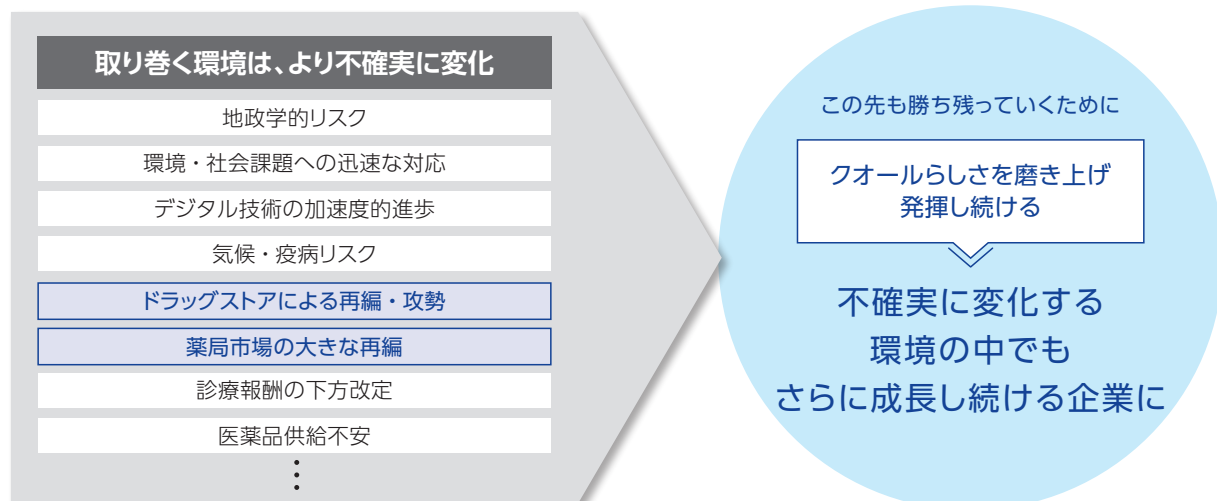 取り巻く環境は、より不確実に変化
地政学的リスク
環境・社会課題への迅速な対応
デジタル技術の加速度的進歩
気候・疫病リスク
ドラッグストアによる再編・攻勢
薬局市場の大きな再編
診療報酬の下方改定
医薬品供給不安
この先も勝ち残っていくために
クオールらしさを磨き上げ
発揮し続ける
不確実に変化する
環境の中でも
さらに成長し続ける企業に